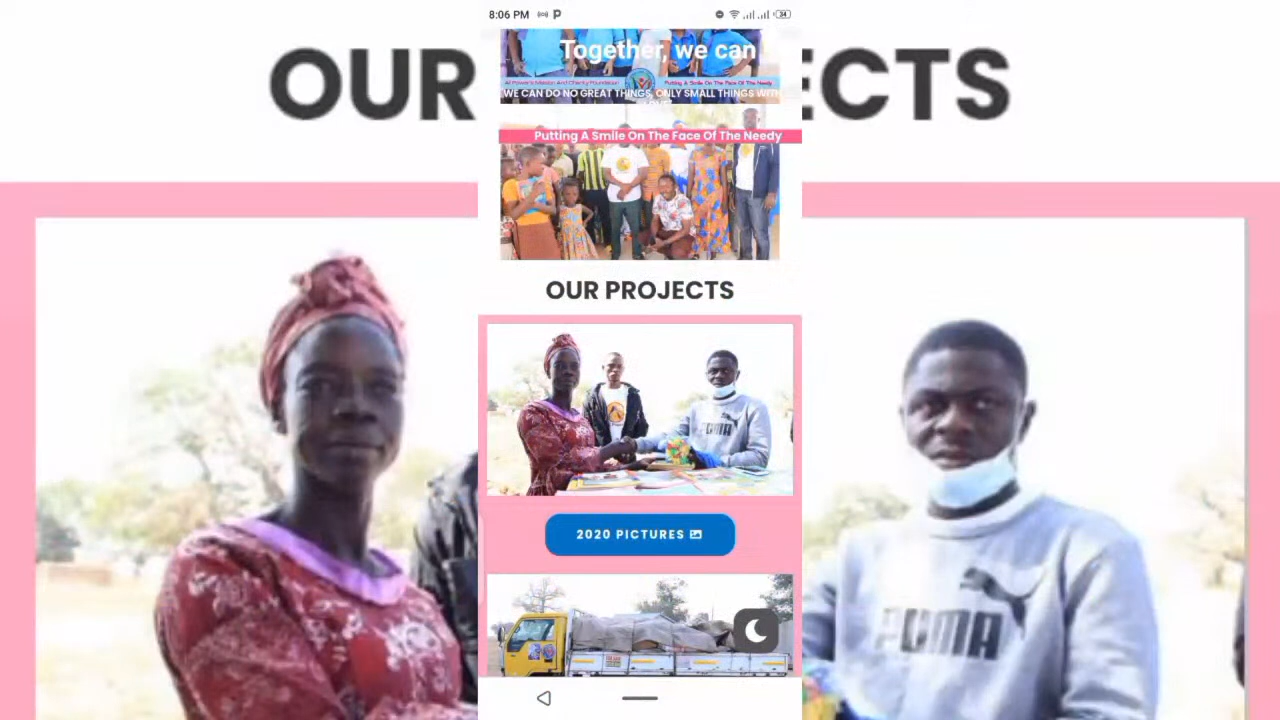 8:06 PM
34
Together, we can
Putting A Smile On The Face Of The Needy
WE CAN DO NO GREAT THINGS, ONLY SMALL THINGS WITH
Putting A Smile On The Face Of The Needy
OUR PROJECTS
OUR
ECTS
PUMA
PUMA
2020 PICTURES